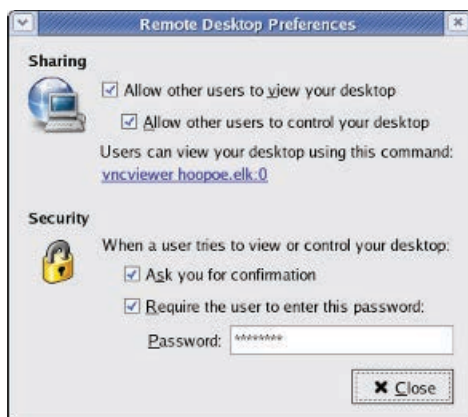 Remote Desktop Preferences
Sharing
Allow other users to view your desktop
Allow other users to control your desktop
Users can view your desktop using this command:
vncviewer hoopoe.elk:0
Security
When a user tries to view or control your desktop:
Ask you for confirmation
Require the user to enter this password:
Password: ********
Close